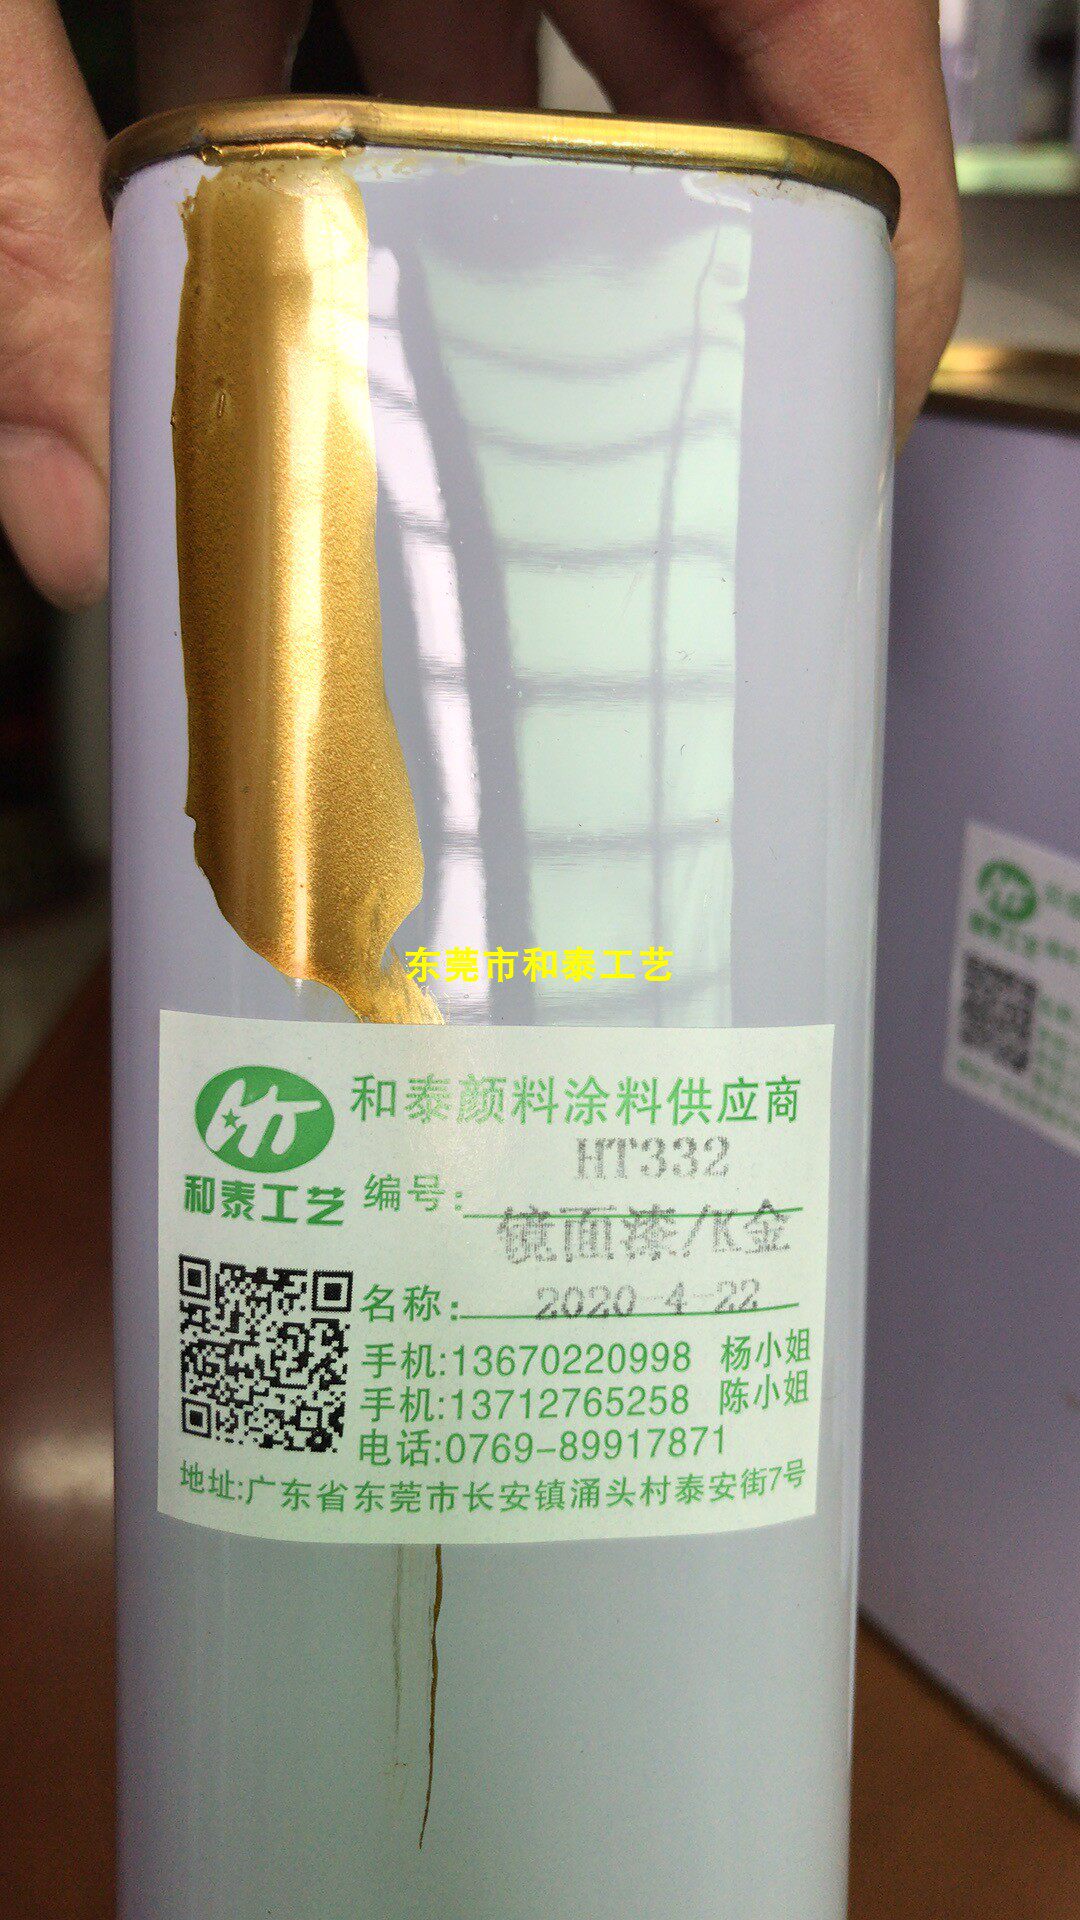 东莞市和泰工艺
和泰颜料涂料供应商
和泰工艺
编号:
HT332
镜面漆/K金
名称:
2020-4-22
手机:13670220998 杨小姐
手机:13712765258 陈小姐
电话:0769-89917871
地址:广东省东莞市长安镇涌头村泰安街7号